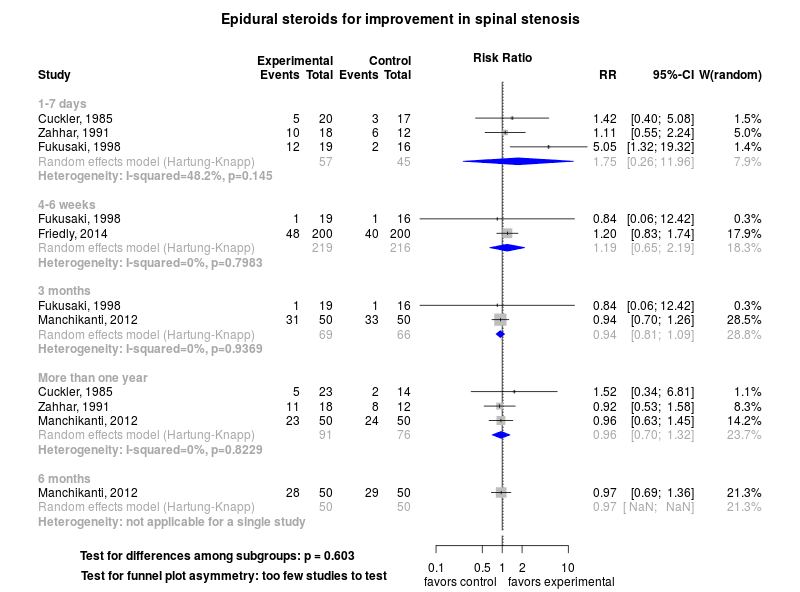 Epidural steroids for improvement in spinal stenosis
Experimental Control Risk Ratio
Study Events Total Events Total RR 95%-CI W(random)
1-7 days
Cuckler, 1985 5 20 3 17 1.42 [0.40; 5.08] 1.5%
Zahhar, 1991 10 18 6 12 1.11 [0.55; 2.24] 5.0%
Fukusaki, 1998 12 19 2 16 5.05 [1.32; 19.32] 1.4%
Random effects model (Hartung-Knapp) 57 45 1.75 [0.26; 11.96] 7.9%
Heterogeneity: I-squared=48.2%, p=0.145
4-6 weeks
Fukusaki, 1998 1 19 1 16 0.84 [0.06; 12.42] 0.3%
Friedly, 2014 48 200 40 200 1.20 [0.83; 1.74] 17.9%
Random effects model (Hartung-Knapp) 219 216 1.19 [0.65; 2.19] 18.3%
Heterogeneity: I-squared=0%, p=0.7983
3 months
Fukusaki, 1998 1 19 1 16 0.84 [0.06; 12.42] 0.3%
Manchikanti, 2012 31 50 33 50 0.94 [0.70; 1.26] 28.5%
Random effects model (Hartung-Knapp) 69 66 0.94 [0.81; 1.09] 28.8%
Heterogeneity: I-squared=0%, p=0.9369
More than one year
Cuckler, 1985 5 23 2 14 1.52 [0.34; 6.81] 1.1%
Zahhar, 1991 11 18 8 12 0.92 [0.53; 1.58] 8.3%
Manchikanti, 2012 23 50 24 50 0.96 [0.63; 1.45] 14.2%
Random effects model (Hartung-Knapp) 91 76 0.96 [0.70; 1.32] 23.7%
Heterogeneity: I-squared=0%, p=0.8229
6 months
Manchikanti, 2012 28 50 29 50 0.97 [0.69; 1.36] 21.3%
Random effects model (Hartung-Knapp) 50 50 0.97 [ NaN; NaN] 21.3%
Heterogeneity: not applicable for a single study
Test for differences among subgroups: p = 0.603
Test for funnel plot asymmetry: too few studies to test
0.1 0.5 1 2 10
favors control favors experimental